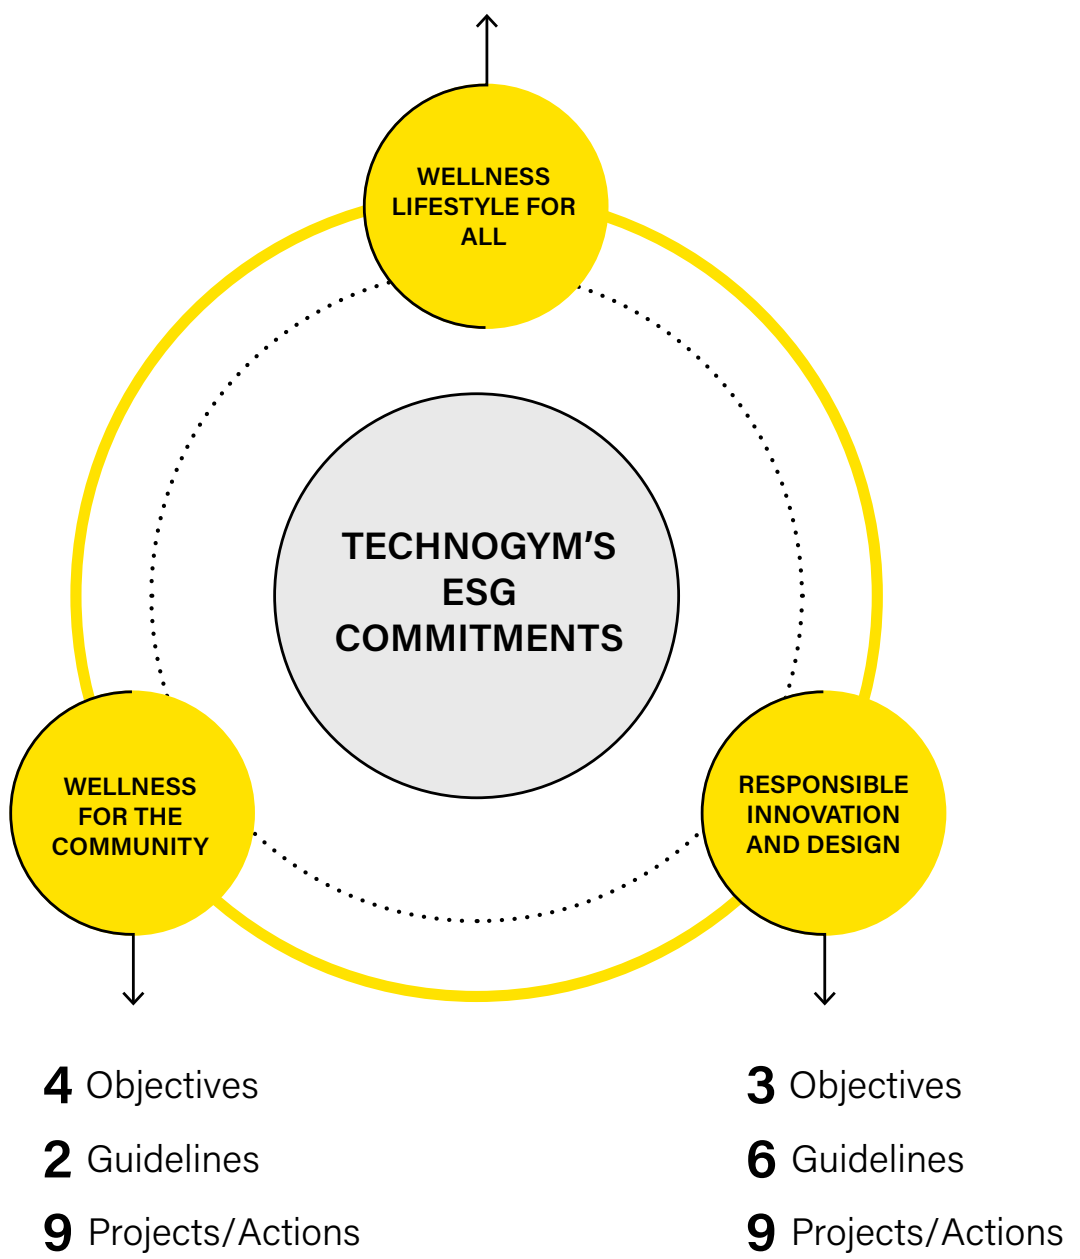 WELLNESS
LIFESTYLE FOR
ALL
TECHNOGYM’S
ESG
COMMITMENTS
WELLNESS
FOR THE
COMMUNITY
RESPONSIBLE
INNOVATION
AND DESIGN
4 Objectives
2 Guidelines
9 Projects/Actions
3 Objectives
6 Guidelines
9 Projects/Actions